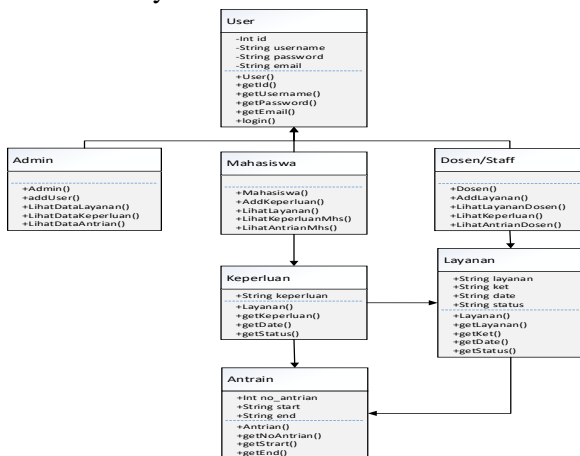 User
-Int id
-String username
-String password
-String email
+User()
+getId()
+getUsername()
+getPassword()
+getEmail()
+login()
Admin
+Admin()
+addUser()
+LihatDataLayanan()
+LihatDataKeperluan()
+LihatDataAntrian()
Mahasiswa
+Mahasiswa()
+AddKeperluan()
+LihatLayanan()
+LihatKeperluanMhs()
+LihatAntrianMhs()
Dosen/Staff
+Dosen()
+AddLayanan()
+LihatLayananDosen()
+LihatKeperluan()
+LihatAntrianDosen()
Keperluan
+String keperluan
+Layanan()
+getKeperluan()
+getDate()
+getStatus()
Layanan
+String layanan
+String ket
+String date
+String status
+Layanan()
+getLayanan()
+getKet()
+getDate()
+getStatus()
Antrain
+Int no_antrian
+String start
+String end
+Antrian()
+getNoAntrian()
+getStrart()
+getEnd()